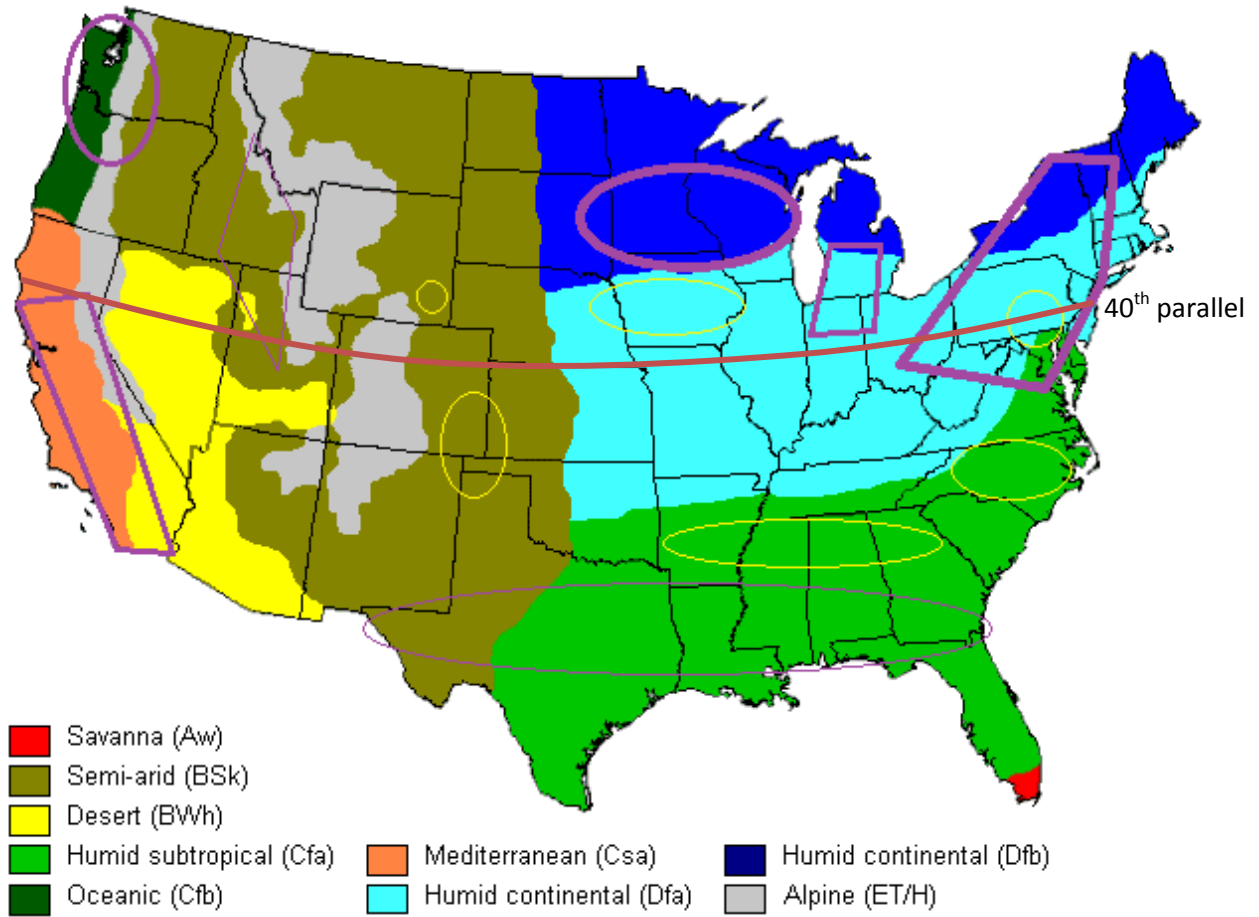 40th parallel
Savanna (Aw)
Semi-arid (BSk)
Desert (BWh)
Humid subtropical (Cfa)
Mediterranean (Csa)
Humid continental (Dfb)
Oceanic (Cfb)
Humid continental (Dfa)
Alpine (ET/H)